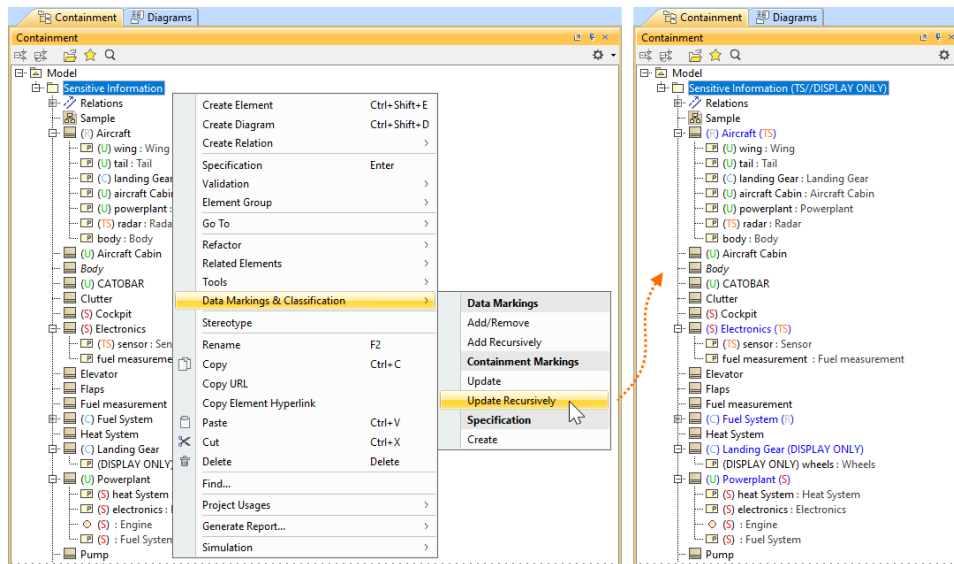 Containment Diagrams
Containment
Model
Sensitive Information
Relations
Sample
(R) Aircraft
(U) wing : Wing
(U) tail : Tail
(C) landing Gear
(U) aircraft Cabi
(U) powerplant :
(TS) radar : Rada
body : Body
(U) Aircraft Cabin
Body
(U) CATOBAR
Clutter
(S) Cockpit
(S) Electronics
(TS) sensor : Sen
fuel measureme
Elevator
Flaps
Fuel measurement
(C) Fuel System
Heat System
(C) Landing Gear
(DISPLAY ONLY)
(U) Powerplant
(S) heat System
(S) electronics :
(S) : Engine
(S) : Fuel System
Pump
Create Element Ctrl+Shift+E
Create Diagram Ctrl+Shift+D
Create Relation
Specification Enter
Validation
Element Group
Go To
Refactor
Related Elements
Tools
Data Markings & Classification
Stereotype
Rename F2
Copy Ctrl+C
Copy URL
Copy Element Hyperlink
Paste Ctrl+V
Cut Ctrl+X
Delete Delete
Find...
Project Usages
Generate Report...
Simulation
Data Markings
Add/Remove
Add Recursively
Containment Markings
Update
Update Recursively
Specification
Create
Containment Diagrams
Containment
Model
Sensitive Information (TS//DISPLAY ONLY)
Relations
Sample
(R) Aircraft (TS)
(U) wing : Wing
(U) tail : Tail
(C) landing Gear : Landing Gear
(U) aircraft Cabin : Aircraft Cabin
(U) powerplant : Powerplant
(TS) radar : Radar
body : Body
(U) Aircraft Cabin
Body
(U) CATOBAR
Clutter
(S) Cockpit
(S) Electronics (TS)
(TS) sensor : Sensor
fuel measurement : Fuel measurement
Elevator
Flaps
Fuel measurement
(C) Fuel System (R)
Heat System
(C) Landing Gear (DISPLAY ONLY)
(DISPLAY ONLY) wheels : Wheels
(U) Powerplant (S)
(S) heat System : Heat System
(S) electronics : Electronics
(S) : Engine
(S) : Fuel System
Pump